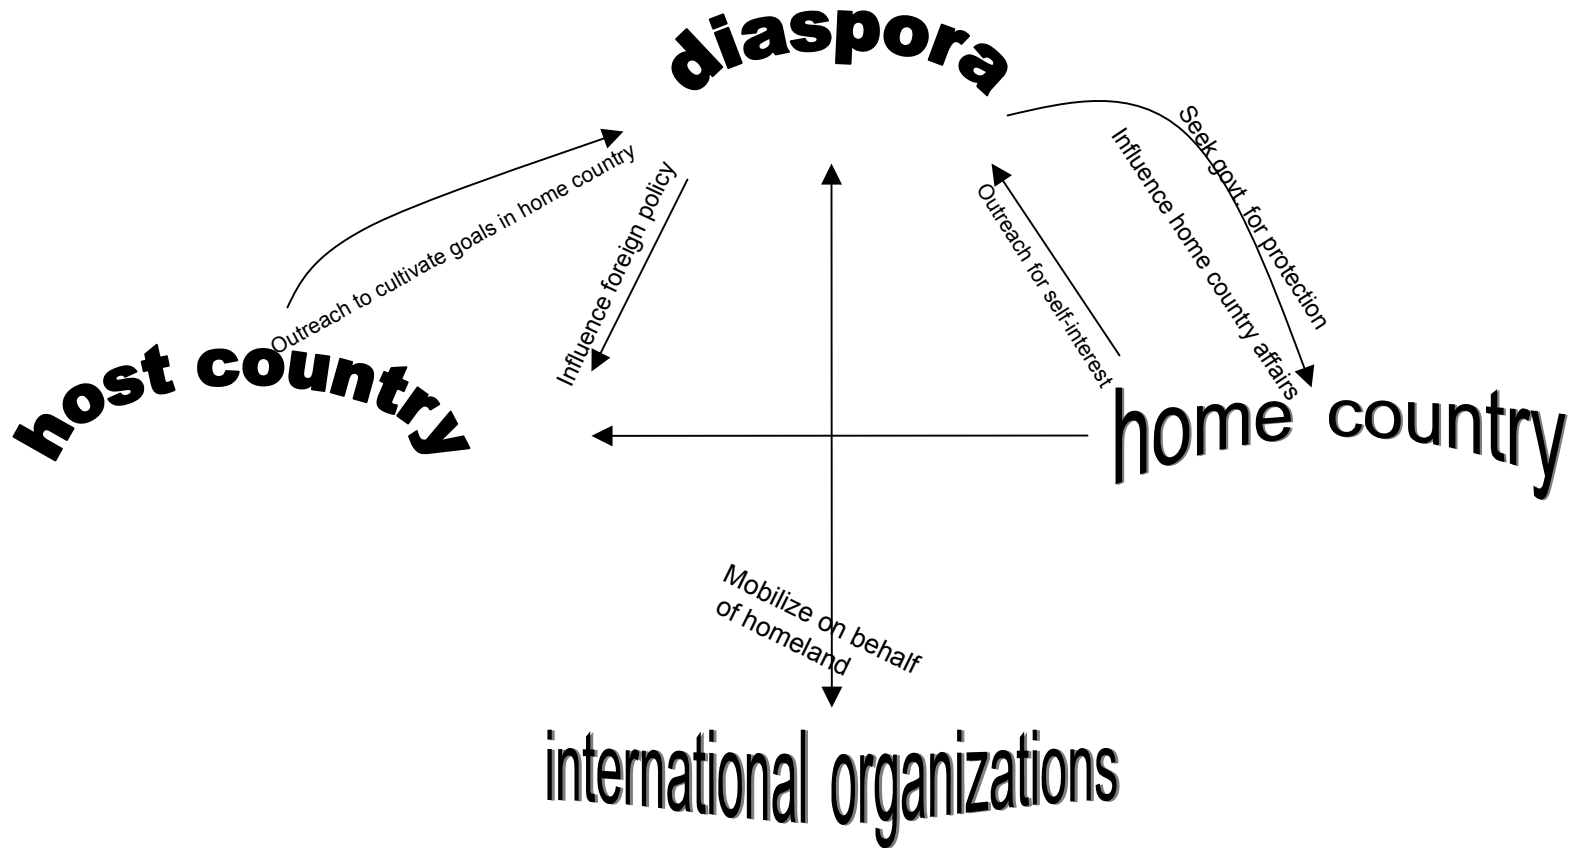 diaspora
Seek govt. for protection
Influence home country affairs
Outreach to cultivate goals in home country
Influence foreign policy
Outreach for self-interest
host country
home country
Mobilize on behalf
of homeland
international organizations